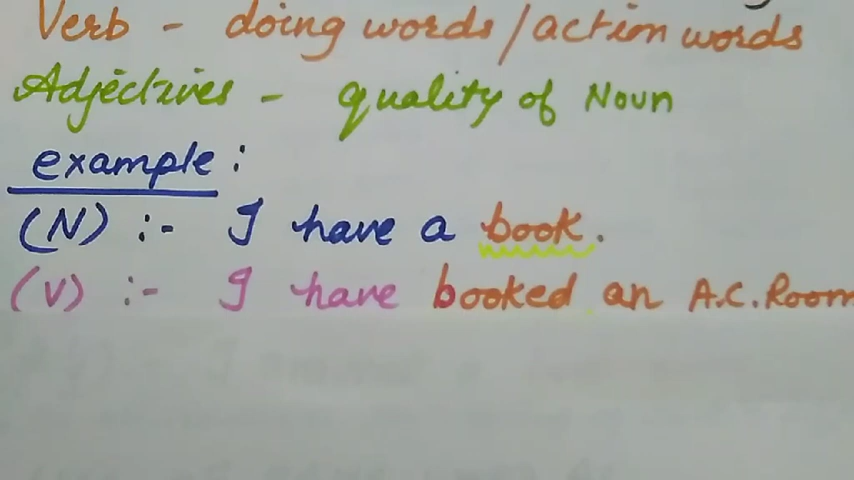 Verb - doing words/action words
Adjectives - quality of Noun
example:
(N) :- I have a book.
(V) :- I have booked an A.C. Room